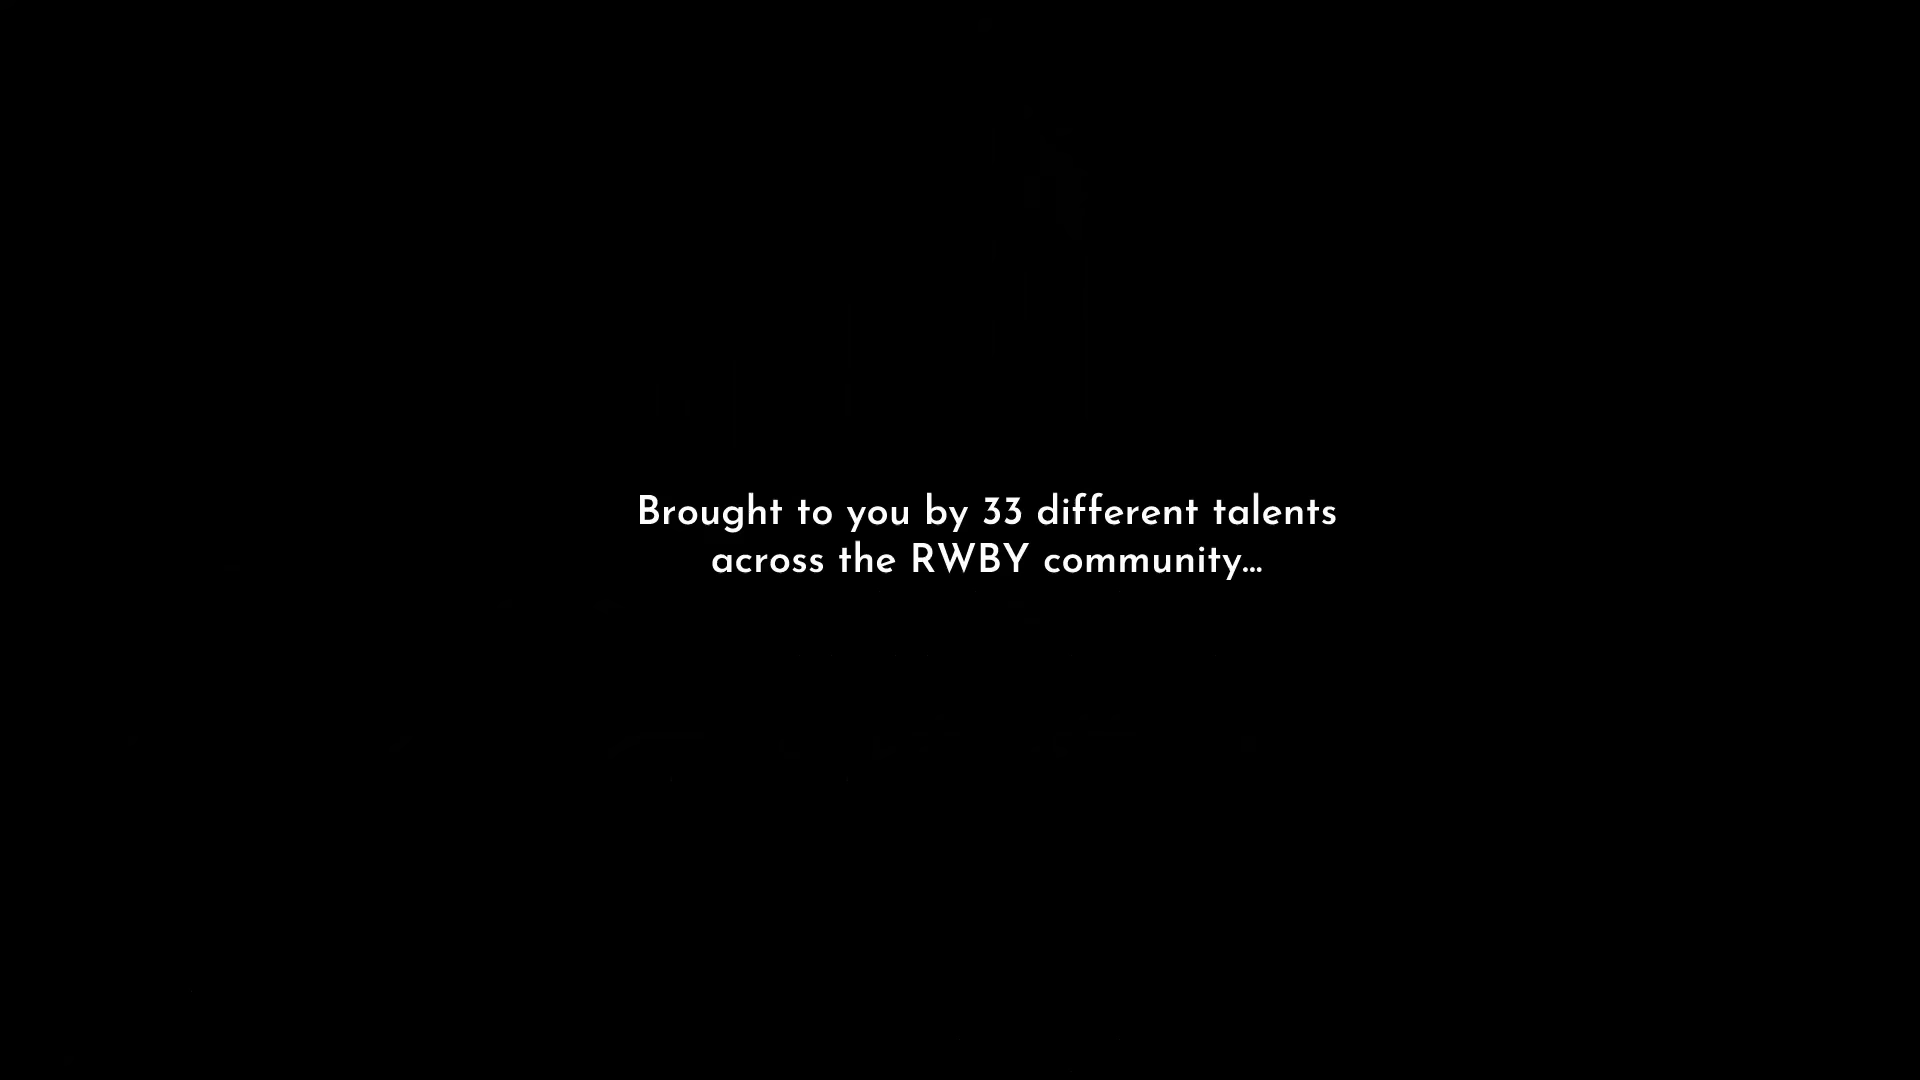 Brought to you by 33 different talents
across the RWBY community...